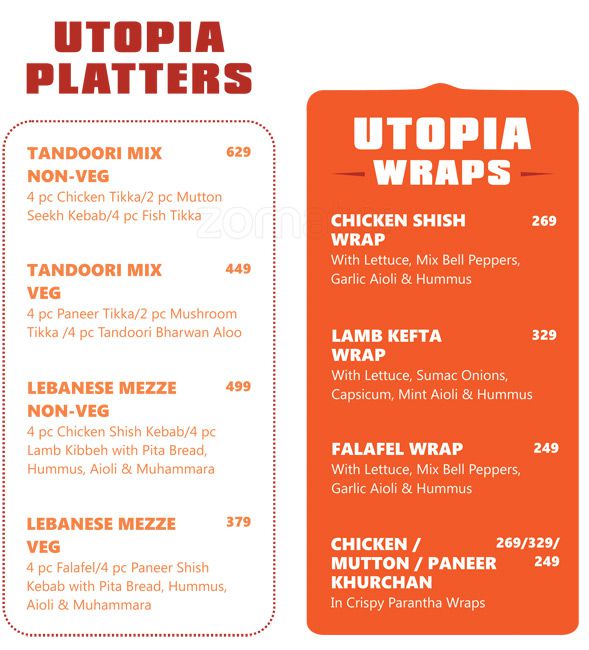 UTOPIA
PLATTERS
TANDOORI MIX 629
NON-VEG
4 pc Chicken Tikka/2 pc Mutton
Seekh Kebab/4 pc Fish Tikka
TANDOORI MIX 449
VEG
4 pc Paneer Tikka/2 pc Mushroom
Tikka /4 pc Tandoori Bharwan Aloo
LEBANESE MEZZE 499
NON-VEG
4 pc Chicken Shish Kebab/4 pc
Lamb Kibbeh with Pita Bread,
Hummus, Aioli & Muhammara
LEBANESE MEZZE 379
VEG
4 pc Falafel/4 pc Paneer Shish
Kebab with Pita Bread, Hummus,
Aioli & Muhammara
UTOPIA
WRAPS
CHICKEN SHISH 269
WRAP
With Lettuce, Mix Bell Peppers,
Garlic Aioli & Hummus
LAMB KEFTA 329
WRAP
With Lettuce, Sumac Onions,
Capsicum, Mint Aioli & Hummus
FALAFEL WRAP 249
With Lettuce, Mix Bell Peppers,
Garlic Aioli & Hummus
CHICKEN / 269/329/
MUTTON / PANEER 249
KHURCHAN
In Crispy Parantha Wraps